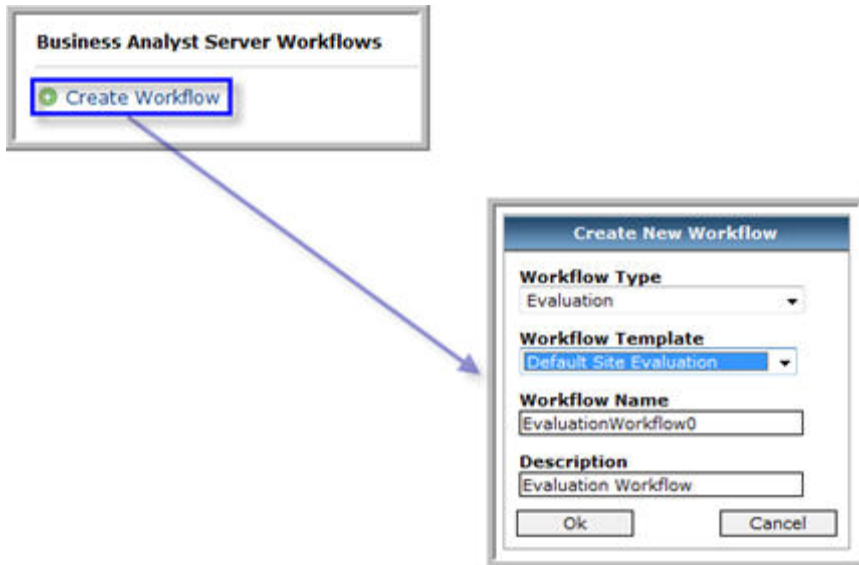 Business Analyst Server Workflows
Create Workflow
Create New Workflow
Workflow Type
Evaluation
Workflow Template
Default Site Evaluation
Workflow Name
EvaluationWorkflow0
Description
Evaluation Workflow
Ok Cancel